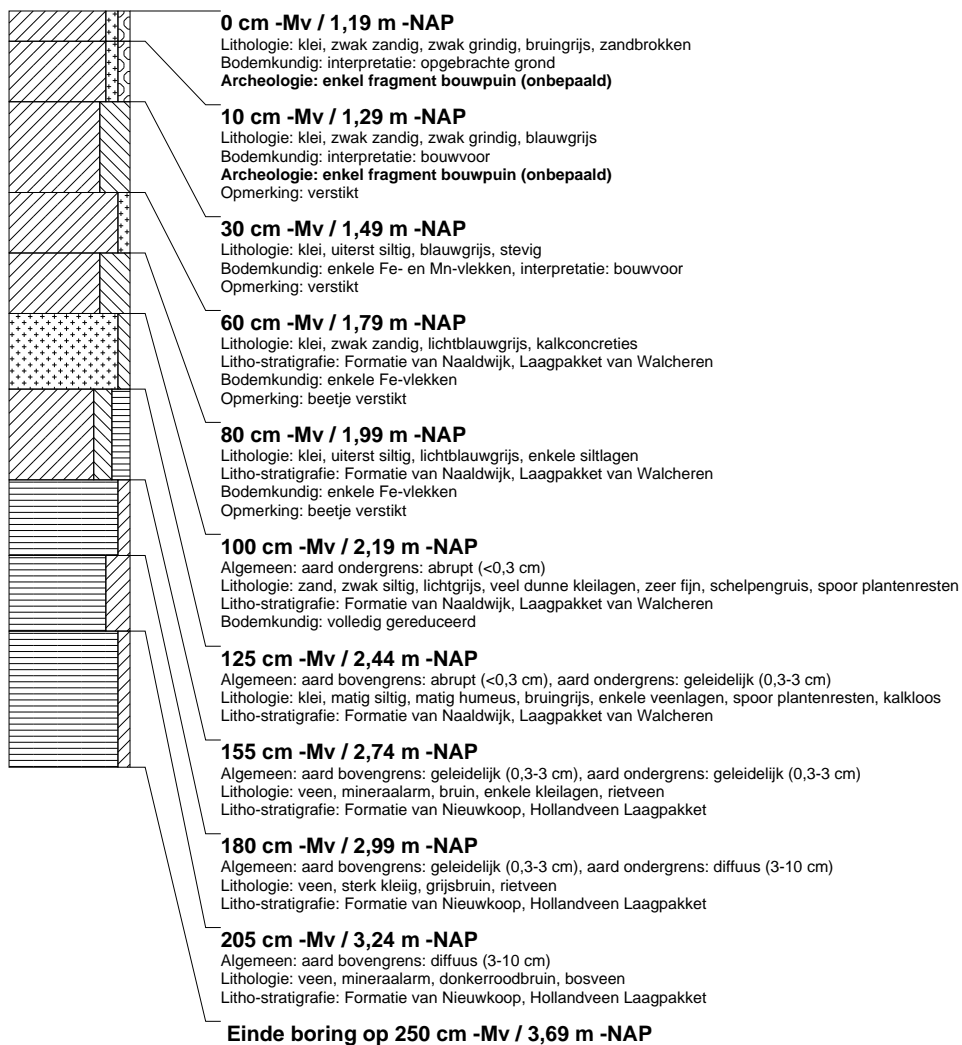 0 cm -Mv / 1,19 m -NAP
Lithologie: klei, zwak zandig, zwak grindig, bruingrijs, zandbrokken
Bodemkundig: interpretatie: opgebrachte grond
Archeologie: enkel fragment bouwpuin (onbepaald)
10 cm -Mv / 1,29 m -NAP
Lithologie: klei, zwak zandig, zwak grindig, blauwgrijs
Bodemkundig: interpretatie: bouwvoor
Archeologie: enkel fragment bouwpuin (onbepaald)
Opmerking: verstikt
30 cm -Mv / 1,49 m -NAP
Lithologie: klei, uiterst siltig, blauwgrijs, stevig
Bodemkundig: enkele Fe- en Mn-vlekken, interpretatie: bouwvoor
Opmerking: verstikt
60 cm -Mv / 1,79 m -NAP
Lithologie: klei, zwak zandig, lichtblauwgrijs, kalkconcreties
Litho-stratigrafie: Formatie van Naaldwijk, Laagpakket van Walcheren
Bodemkundig: enkele Fe-vlekken
Opmerking: beetje verstikt
80 cm -Mv / 1,99 m -NAP
Lithologie: klei, uiterst siltig, lichtblauwgrijs, enkele siltlagen
Litho-stratigrafie: Formatie van Naaldwijk, Laagpakket van Walcheren
Bodemkundig: enkele Fe-vlekken
Opmerking: beetje verstikt
100 cm -Mv / 2,19 m -NAP
Algemeen: aard ondergrens: abrupt (<0,3 cm)
Lithologie: zand, zwak siltig, lichtgrijs, veel dunne kleilagen, zeer fijn, schelpengruis, spoor plantenresten
Litho-stratigrafie: Formatie van Naaldwijk, Laagpakket van Walcheren
Bodemkundig: volledig gereduceerd
125 cm -Mv / 2,44 m -NAP
Algemeen: aard bovengrens: abrupt (<0,3 cm), aard ondergrens: geleidelijk (0,3-3 cm)
Lithologie: klei, matig siltig, matig humeus, bruingrijs, enkele veenlagen, spoor plantenresten, kalkloos
Litho-stratigrafie: Formatie van Naaldwijk, Laagpakket van Walcheren
155 cm -Mv / 2,74 m -NAP
Algemeen: aard bovengrens: geleidelijk (0,3-3 cm), aard ondergrens: geleidelijk (0,3-3 cm)
Lithologie: veen, mineraalarm, bruin, enkele kleilagen, rietveen
Litho-stratigrafie: Formatie van Nieuwkoop, Hollandveen Laagpakket
180 cm -Mv / 2,99 m -NAP
Algemeen: aard bovengrens: geleidelijk (0,3-3 cm), aard ondergrens: diffuus (3-10 cm)
Lithologie: veen, sterk kleiig, grijsbruin, rietveen
Litho-stratigrafie: Formatie van Nieuwkoop, Hollandveen Laagpakket
205 cm -Mv / 3,24 m -NAP
Algemeen: aard bovengrens: diffuus (3-10 cm)
Lithologie: veen, mineraalarm, donkerroodbruin, bosveen
Litho-stratigrafie: Formatie van Nieuwkoop, Hollandveen Laagpakket
Einde boring op 250 cm -Mv / 3,69 m -NAP